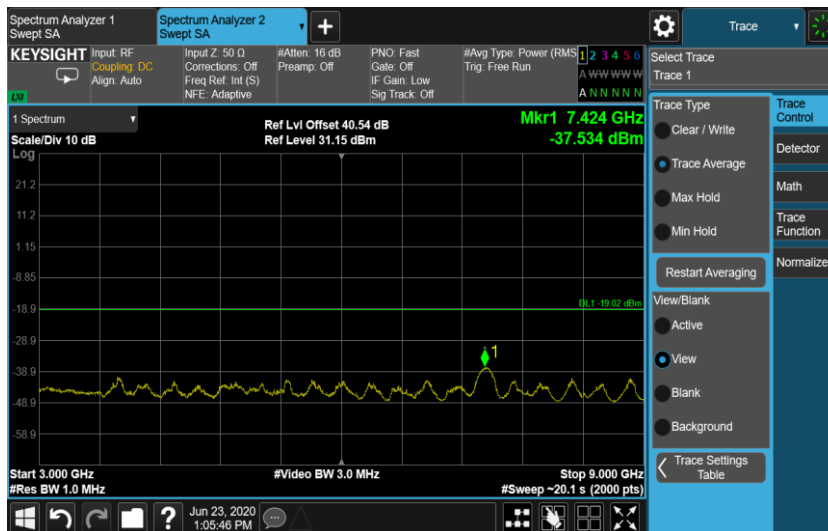 Spectrum Analyzer 1
Swept SA
Spectrum Analyzer 2
Swept SA
Trace
KEYSIGHT
Input: RF
Coupling: DC
Align: Auto
Input Z: 50 Ω
Corrections: Off
Freq Ref: Int (S)
NFE: Adaptive
#Atten: 16 dB
Preamp: Off
PNO: Fast
Gate: Off
IF Gain: Low
Sig Track: Off
#Avg Type: Power (RMS
Trig: Free Run
1 2 3 4 5 6
A W W W W W
A N N N N N
LXI
Select Trace
Trace 1
1 Spectrum
Scale/Div 10 dB
Log
Ref Lvl Offset 40.54 dB
Ref Level 31.15 dBm
Mkr1 7.424 GHz
-37.534 dBm
21.2
11.2
1.15
-8.85
-18.9
-28.9
-38.9
-48.9
-58.9
DL1 -19.02 dBm
1
Start 3.000 GHz
#Res BW 1.0 MHz
#Video BW 3.0 MHz
Stop 9.000 GHz
#Sweep ~20.1 s (2000 pts)
Trace Type
Clear / Write
Trace Average
Max Hold
Min Hold
Restart Averaging
View/Blank
Active
View
Blank
Background
Trace Settings
Table
Trace
Control
Detector
Math
Trace
Function
Normalize
?
Jun 23, 2020
1:05:46 PM